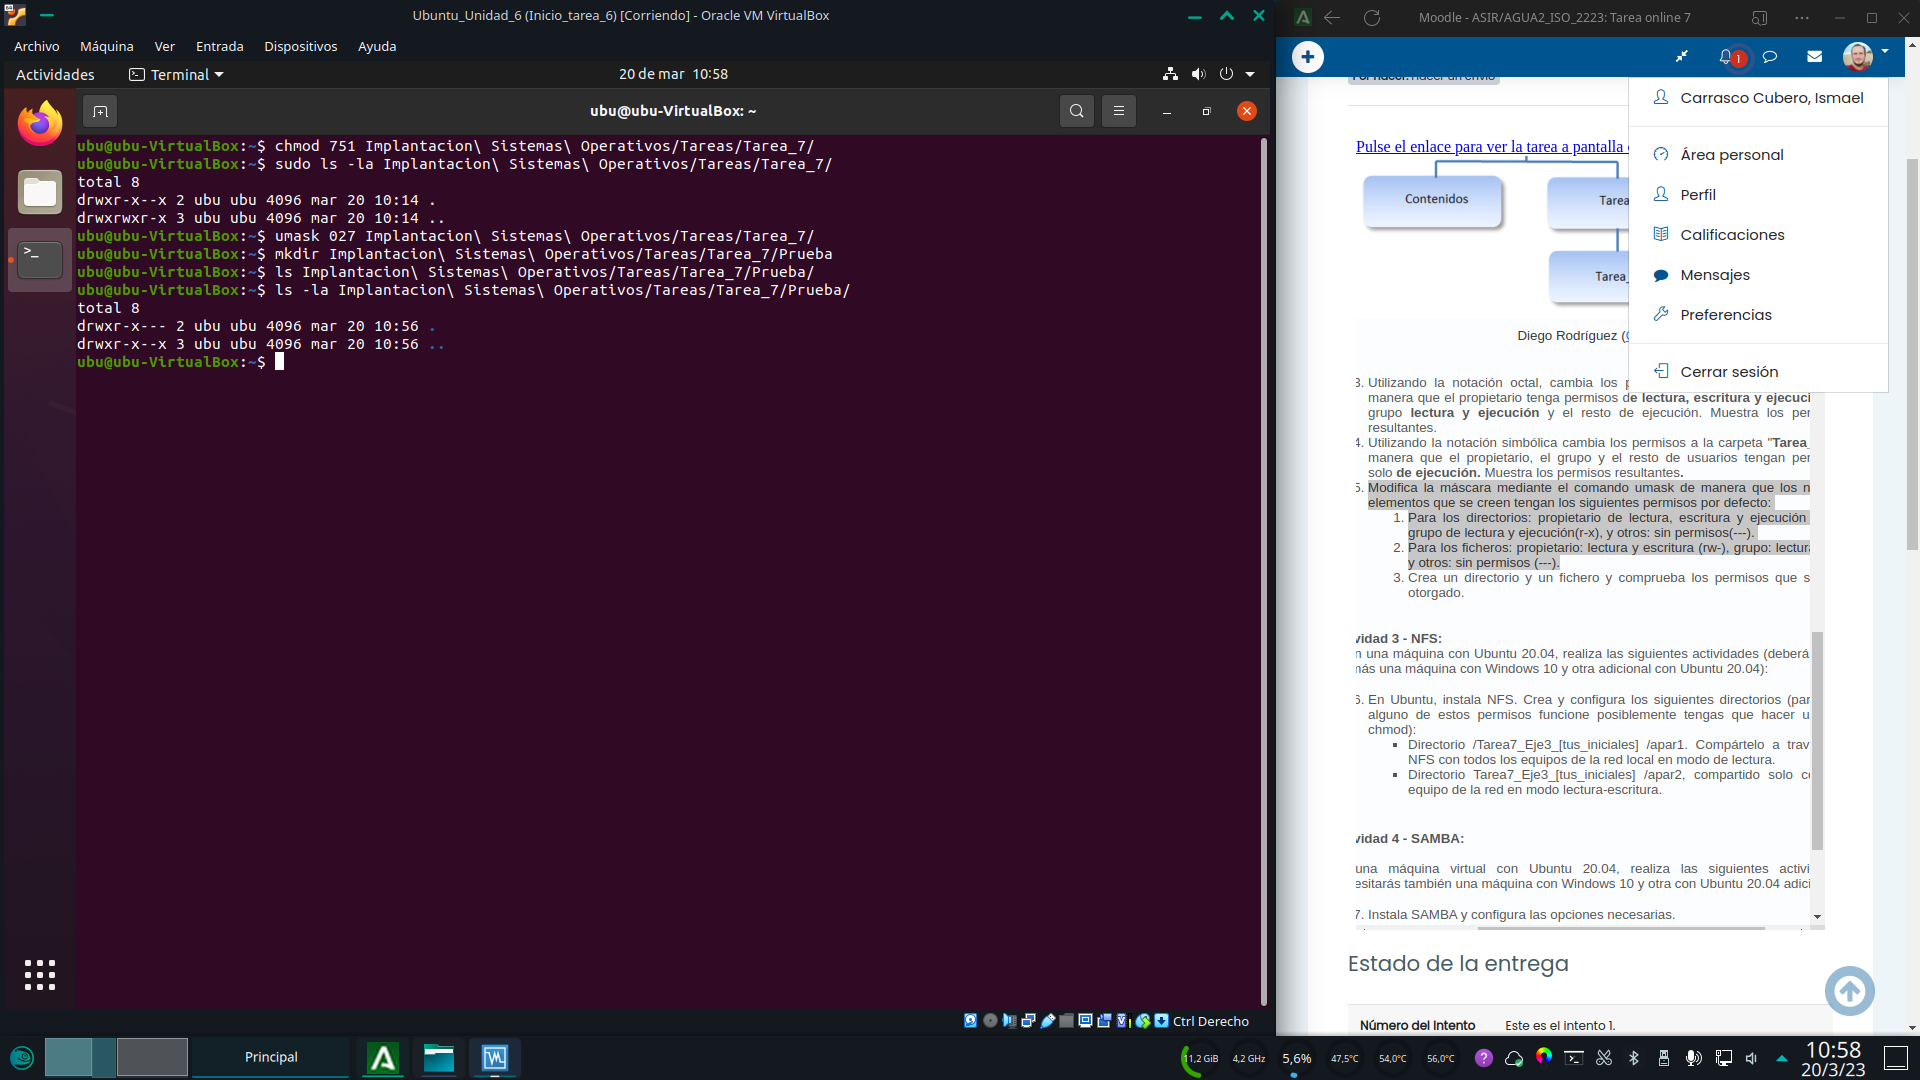 Ubuntu_Unidad_6 (Inicio_tarea_6) [Corriendo] - Oracle VM VirtualBox
Archivo Máquina Ver Entrada Dispositivos Ayuda
Actividades Terminal 20 de mar 10:58
ubu@ubu-VirtualBox: ~
ubu@ubu-VirtualBox:~$ chmod 751 Implantacion\ Sistemas\ Operativos/Tareas/Tarea_7/
ubu@ubu-VirtualBox:~$ sudo ls -la Implantacion\ Sistemas\ Operativos/Tareas/Tarea_7/
total 8
drwxr-x--x 2 ubu ubu 4096 mar 20 10:14 .
drwxrwxr-x 3 ubu ubu 4096 mar 20 10:14 ..
ubu@ubu-VirtualBox:~$ umask 027 Implantacion\ Sistemas\ Operativos/Tareas/Tarea_7/
ubu@ubu-VirtualBox:~$ mkdir Implantacion\ Sistemas\ Operativos/Tareas/Tarea_7/Prueba
ubu@ubu-VirtualBox:~$ ls Implantacion\ Sistemas\ Operativos/Tareas/Tarea_7/Prueba/
ubu@ubu-VirtualBox:~$ ls -la Implantacion\ Sistemas\ Operativos/Tareas/Tarea_7/Prueba/
total 8
drwxr-x--- 2 ubu ubu 4096 mar 20 10:56 .
drwxr-x--x 3 ubu ubu 4096 mar 20 10:56 ..
ubu@ubu-VirtualBox:~$
Ctrl Derecho
Moodle - ASIR/AGUA2_ISO_2223: Tarea online 7
1
Carrasco Cubero, Ismael
Área personal
Perfil
Calificaciones
Mensajes
Preferencias
Cerrar sesión
Pulse el enlace para ver la tarea a pantalla
Contenidos
Tarea
Tarea_
Diego Rodríguez (
3. Utilizando la notación octal, cambia los p
manera que el propietario tenga permisos de lectura, escritura y ejecuci
grupo lectura y ejecución y el resto de ejecución. Muestra los per
resultantes.
4. Utilizando la notación simbólica cambia los permisos a la carpeta "Tarea_
manera que el propietario, el grupo y el resto de usuarios tengan per
solo de ejecución. Muestra los permisos resultantes.
5. Modifica la máscara mediante el comando umask de manera que los n
elementos que se creen tengan los siguientes permisos por defecto:
1. Para los directorios: propietario de lectura, escritura y ejecución
grupo de lectura y ejecución(r-x), y otros: sin permisos(---).
2. Para los ficheros: propietario: lectura y escritura (rw-), grupo: lectura
y otros: sin permisos (---).
3. Crea un directorio y un fichero y comprueba los permisos que s
otorgado.
vidad 3 - NFS:
n una máquina con Ubuntu 20.04, realiza las siguientes actividades (deberá
más una máquina con Windows 10 y otra adicional con Ubuntu 20.04):
6. En Ubuntu, instala NFS. Crea y configura los siguientes directorios (par
alguno de estos permisos funcione posiblemente tengas que hacer u
chmod):
Directorio /Tarea7_Eje3_[tus_iniciales] /apar1. Compártelo a trav
NFS con todos los equipos de la red local en modo de lectura.
Directorio Tarea7_Eje3_[tus_iniciales] /apar2, compartido solo co
equipo de la red en modo lectura-escritura.
vidad 4 - SAMBA:
una máquina virtual con Ubuntu 20.04, realiza las siguientes activi
esitarás también una máquina con Windows 10 y otra con Ubuntu 20.04 adici
7. Instala SAMBA y configura las opciones necesarias.
Estado de la entrega
Número del Intento Este es el intento 1.
Principal
11,2 GiB 4,2 GHz 5,6% 47,5°C 54,0°C 56,0°C
10:58
20/3/23